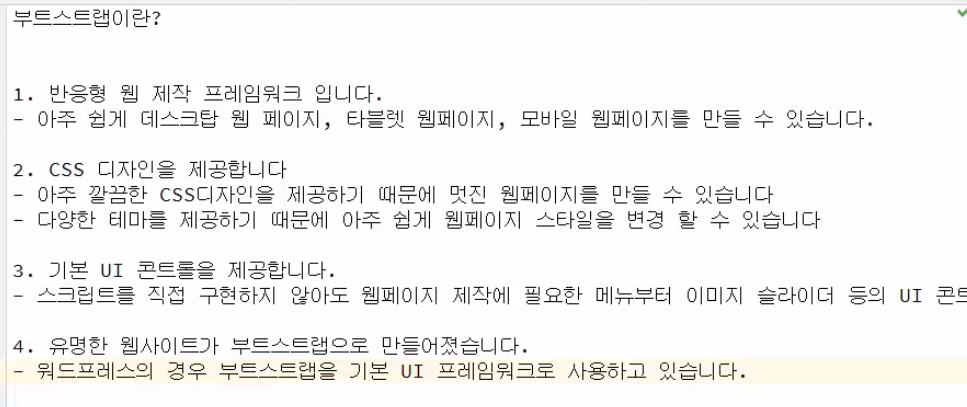 부트스트랩이란?
1. 반응형 웹 제작 프레임워크 입니다.
- 아주 쉽게 데스크탑 웹 페이지, 타블렛 웹페이지, 모바일 웹페이지를 만들 수 있습니다.
2. CSS 디자인을 제공합니다
- 아주 깔끔한 CSS디자인을 제공하기 때문에 멋진 웹페이지를 만들 수 있습니다
- 다양한 테마를 제공하기 때문에 아주 쉽게 웹페이지 스타일을 변경 할 수 있습니다
3. 기본 UI 콘트롤을 제공합니다.
- 스크립트를 직접 구현하지 않아도 웹페이지 제작에 필요한 메뉴부터 이미지 슬라이더 등의 UI
4. 유명한 웹사이트가 부트스트랩으로 만들어졌습니다.
- 워드프레스의 경우 부트스트랩을 기본 UI 프레임워크로 사용하고 있습니다.